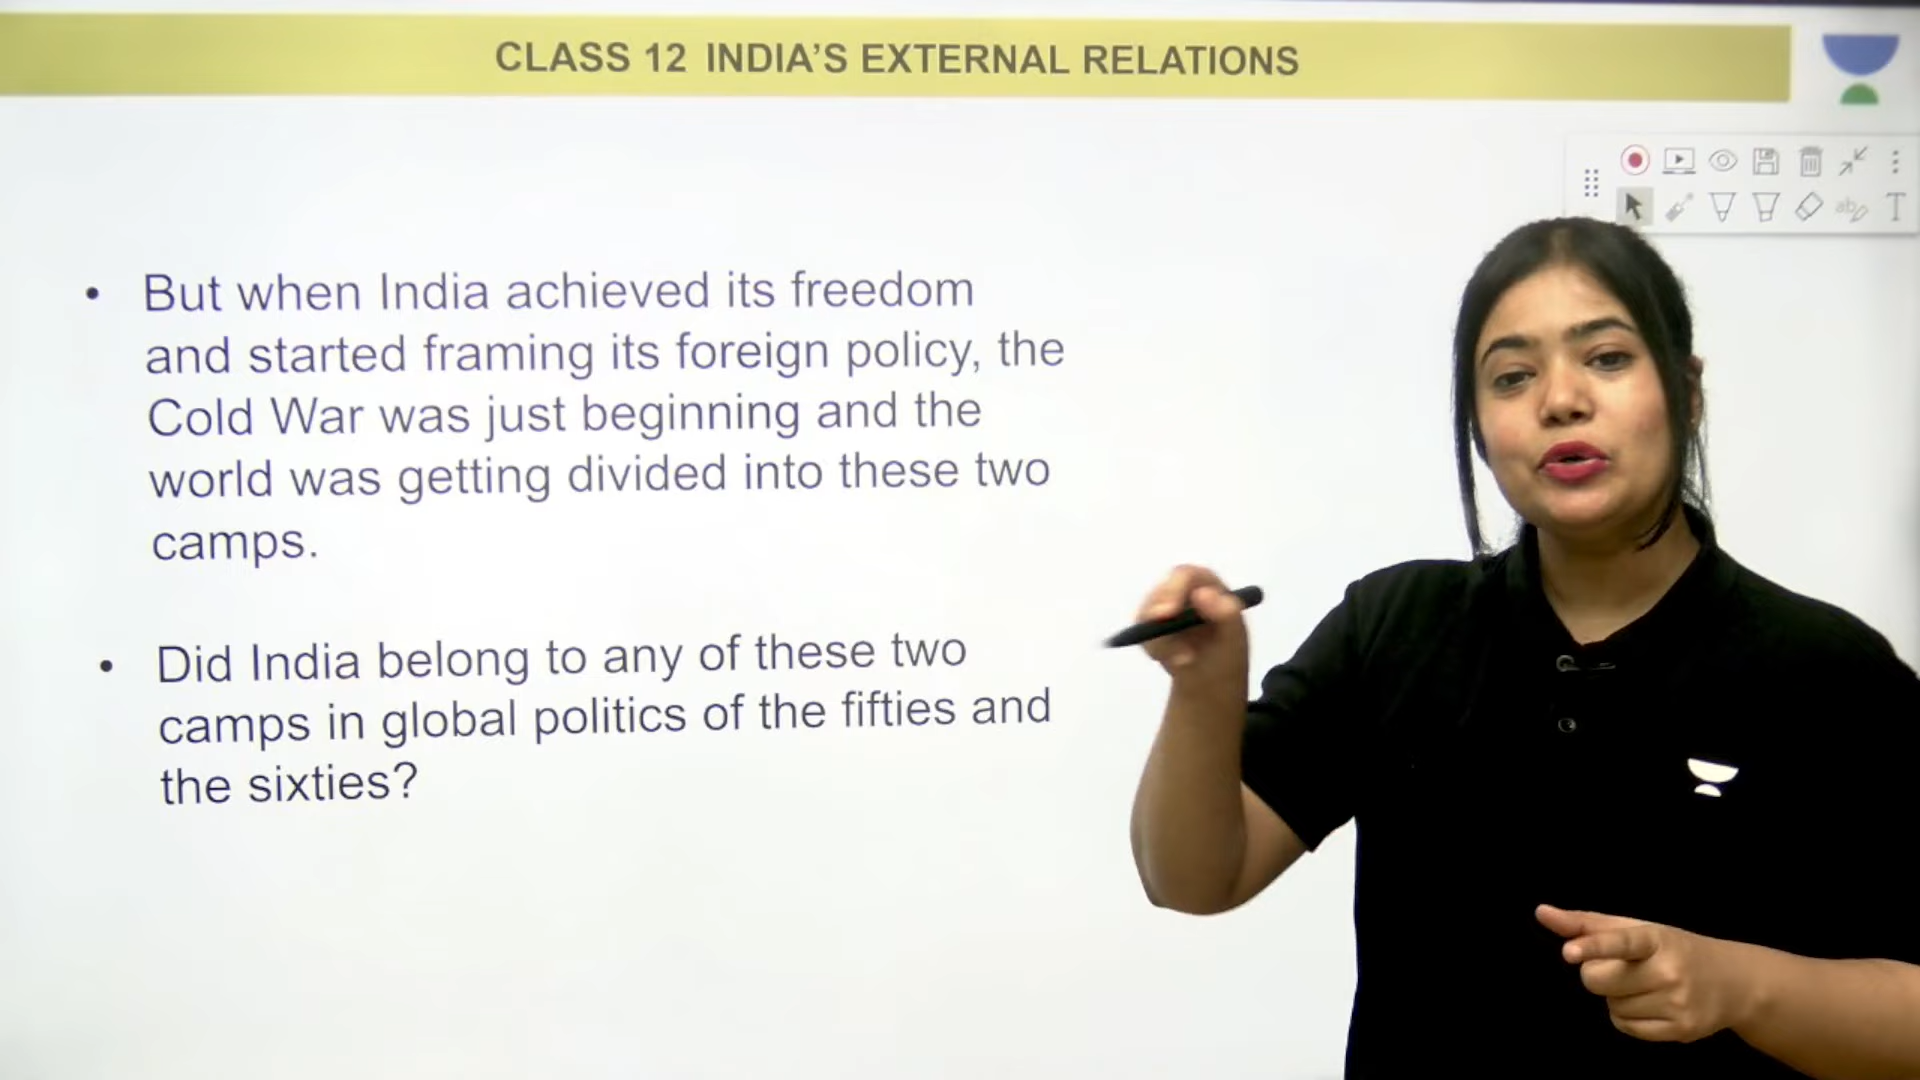 CLASS 12 INDIA'S EXTERNAL RELATIONS
• But when India achieved its freedom
and started framing its foreign policy, the
Cold War was just beginning and the
world was getting divided into these two
camps.
• Did India belong to any of these two
camps in global politics of the fifties and
the sixties?
ab
T